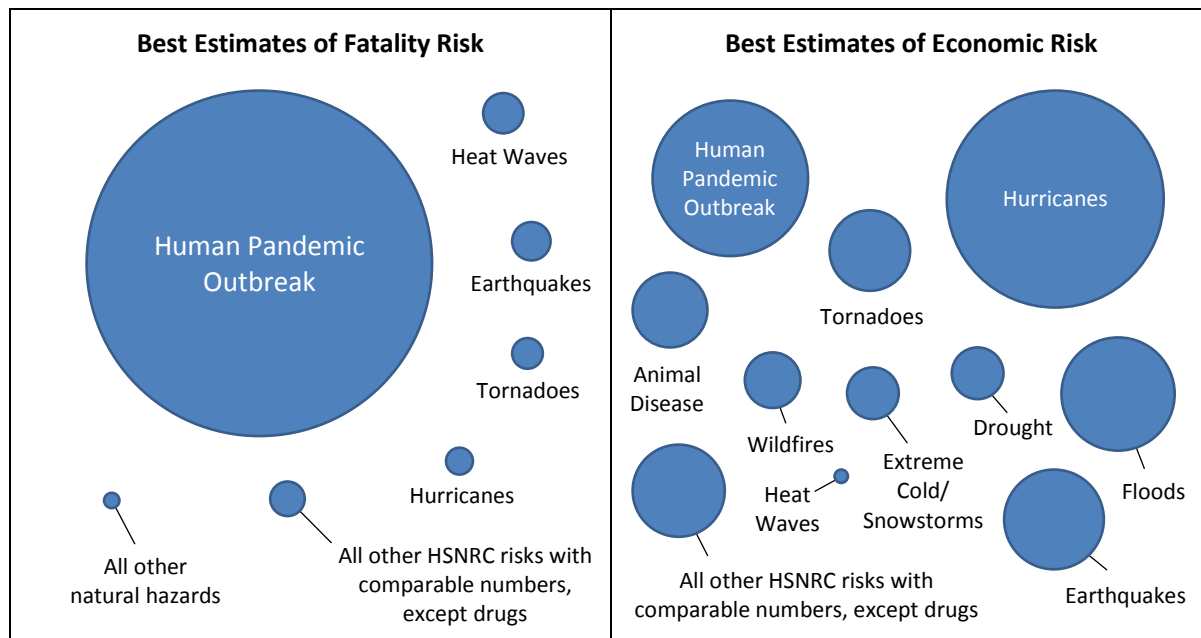 Best Estimates of Fatality Risk
Human Pandemic
Outbreak
Heat Waves
Earthquakes
Tornadoes
Hurricanes
All other
natural hazards
All other HSNRC risks with
comparable numbers,
except drugs
Best Estimates of Economic Risk
Human
Pandemic
Outbreak
Hurricanes
Tornadoes
Animal
Disease
Wildfires
Extreme
Cold/
Snowstorms
Drought
Floods
Heat
Waves
All other HSNRC risks with
comparable numbers, except drugs
Earthquakes